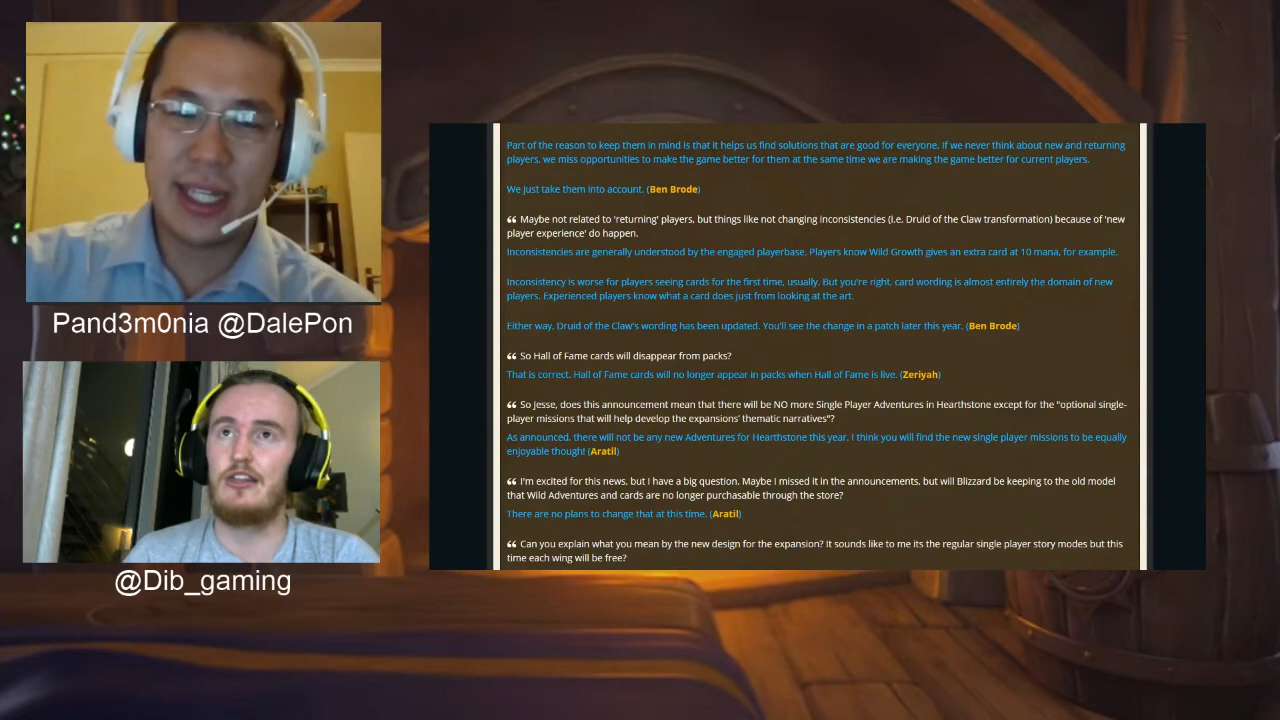 Pand3m0nia @DalePon
@Dib_gaming
Part of the reason to keep them in mind is that it helps us find solutions that are good for everyone. If we never think about new and returning
players, we miss opportunities to make the game better for them at the same time we are making the game better for current players.
We just take them into account. (Ben Brode)
“ Maybe not related to 'returning' players, but things like not changing inconsistencies (i.e. Druid of the Claw transformation) because of 'new
player experience' do happen.
Inconsistencies are generally understood by the engaged playerbase. Players know Wild Growth gives an extra card at 10 mana, for example.
Inconsistency is worse for players seeing cards for the first time, usually. But you're right, card wording is almost entirely the domain of new
players. Experienced players know what a card does just from looking at the art.
Either way, Druid of the Claw's wording has been updated. You'll see the change in a patch later this year. (Ben Brode)
“ So Hall of Fame cards will disappear from packs?
That is correct. Hall of Fame cards will no longer appear in packs when Hall of Fame is live. (Zeriyah)
“ So Jesse, does this announcement mean that there will be NO more Single Player Adventures in Hearthstone except for the "optional single-
player missions that will help develop the expansions' thematic narratives"?
As announced, there will not be any new Adventures for Hearthstone this year. I think you will find the new single player missions to be equally
enjoyable though! (Aratil)
“ I'm excited for this news, but I have a big question. Maybe I missed it in the announcements, but will Blizzard be keeping to the old model
that Wild Adventures and cards are no longer purchasable through the store?
There are no plans to change that at this time. (Aratil)
“ Can you explain what you mean by the new design for the expansion? It sounds like to me its the regular single player story modes but this
time each wing will be free?